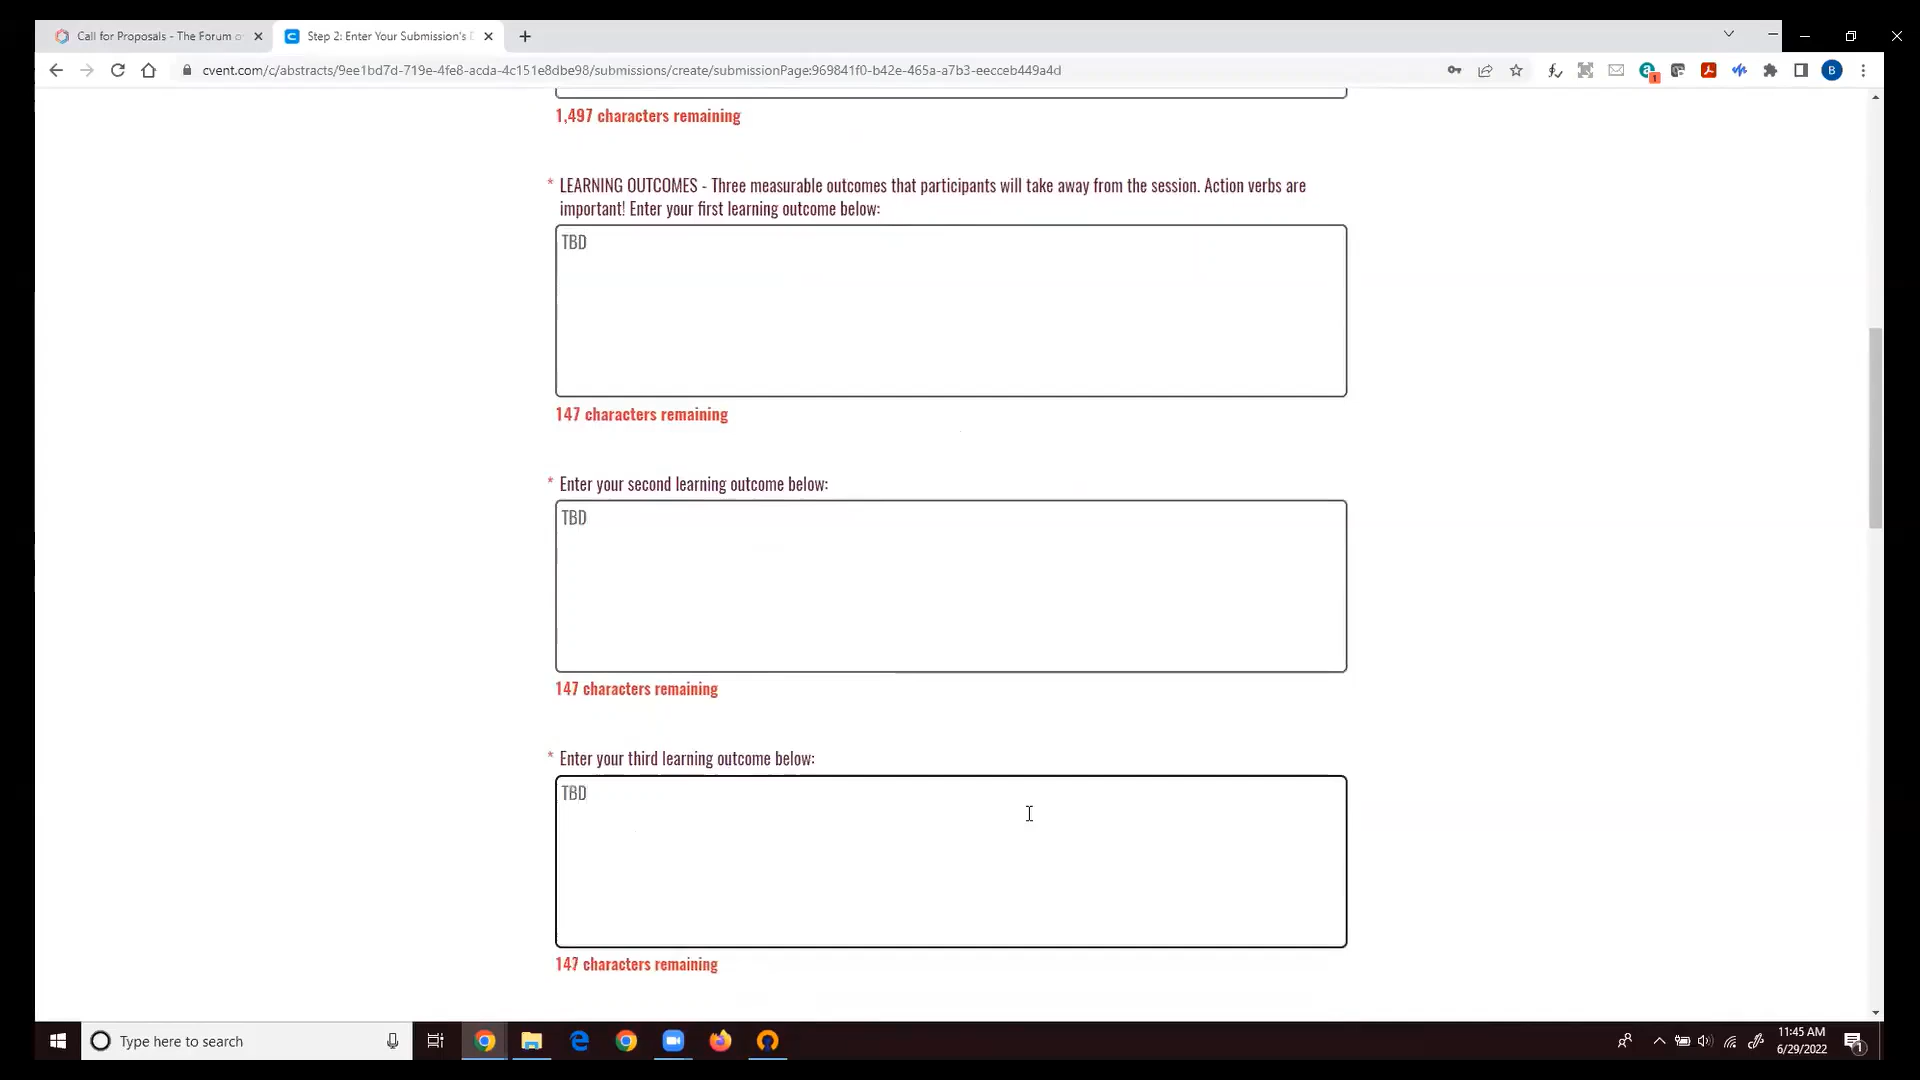 Call for Proposals - The Forum o
Step 2: Enter Your Submission's
cvent.com/c/abstracts/9ee1bd7d-719e-4fe8-acda-4c151e8dbe98/submissions/create/submissionPage:969841f0-b42e-465a-a7b3-eecceb449a4d
1
B
1,497 characters remaining
* LEARNING OUTCOMES - Three measurable outcomes that participants will take away from the session. Action verbs are
important! Enter your first learning outcome below:
TBD
147 characters remaining
* Enter your second learning outcome below:
TBD
147 characters remaining
* Enter your third learning outcome below:
TBD
147 characters remaining
Type here to search
11:45 AM
6/29/2022
1